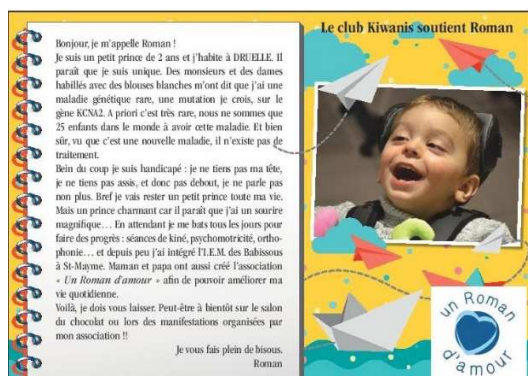 Bonjour, je m'appelle Roman !
Je suis un petit prince de 2 ans et j'habite à DRUELLE. Il
paraît que je suis unique. Des monsieurs et des dames
habillés avec des blouses blanches m'ont dit que j'ai une
maladie génétique rare, une mutation je crois, sur le
gène KCNA2. A priori c'est très rare, nous ne sommes que
25 enfants dans le monde à avoir cette maladie. Et bien
sûr, vu que c'est une nouvelle maladie, il n'existe pas de
traitement.
Bein du coup je suis handicapé : je ne tiens pas ma tête,
je ne tiens pas assis, et donc pas debout, je ne parle pas
non plus. Bref je vais rester un petit prince toute ma vie.
Mais un prince charmant car il paraît que j'ai un sourire
magnifique... En attendant je me bats tous les jours pour
faire des progrès : séances de kiné, psychomotricité, ortho-
phonie... et depuis peu j'ai intégré l'I.E.M. des Babissous
à St-Mayme. Maman et papa ont aussi créé l'association
« Un Roman d'amour » afin de pouvoir améliorer ma
vie quotidienne.
Voilà, je dois vous laisser. Peut-être à bientôt sur le salon
du chocolat ou lors des manifestations organisées par
mon association !!
Je vous fais plein de bisous.
Roman
Le club Kiwanis soutient Roman
un Roman
d'amour